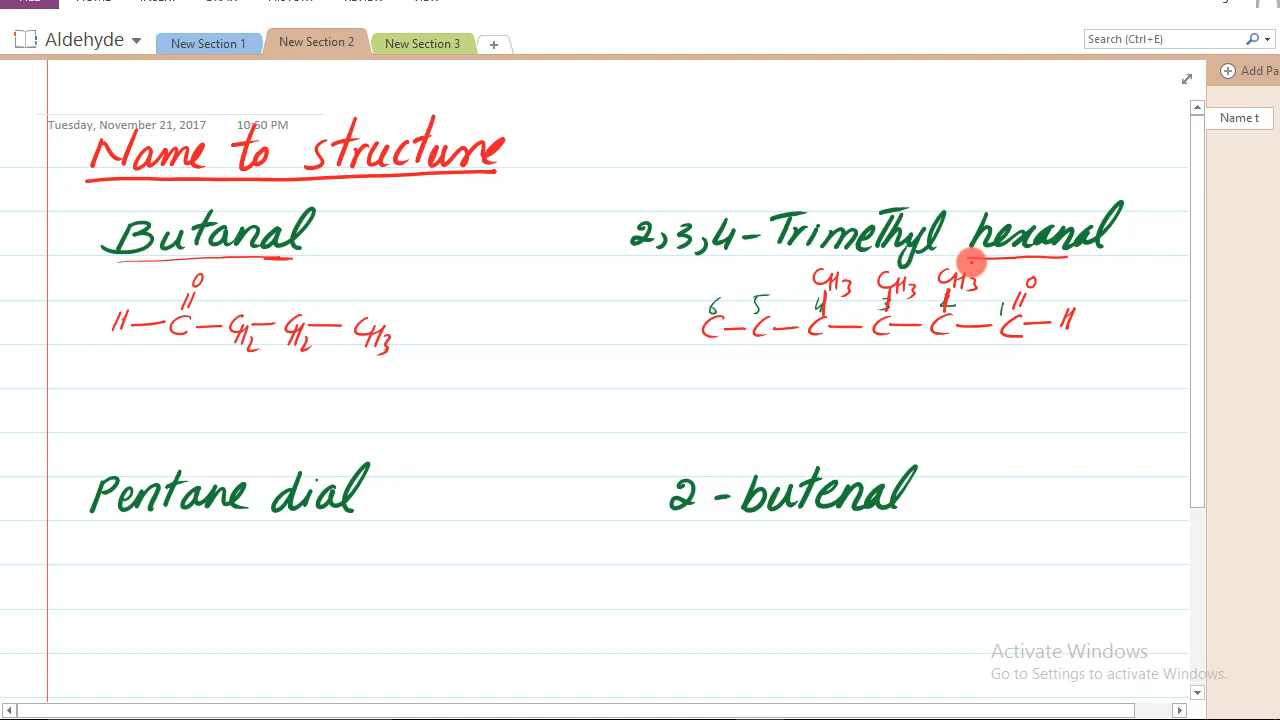 Aldehyde
New Section 1
New Section 2
New Section 3
Search (Ctrl+E)
Add Pa
Name t
Tuesday, November 21, 2017 10:50 PM
Name to structure
Butanal
2,3,4-Trimethyl hexanal
O
H-C-CH2-CH2-CH3
CH3 CH3 CH3 O
6 5 4 3 2 1
C-C-C-C-C-C-H
Pentane dial
2-butenal
Activate Windows
Go to Settings to activate Windows.